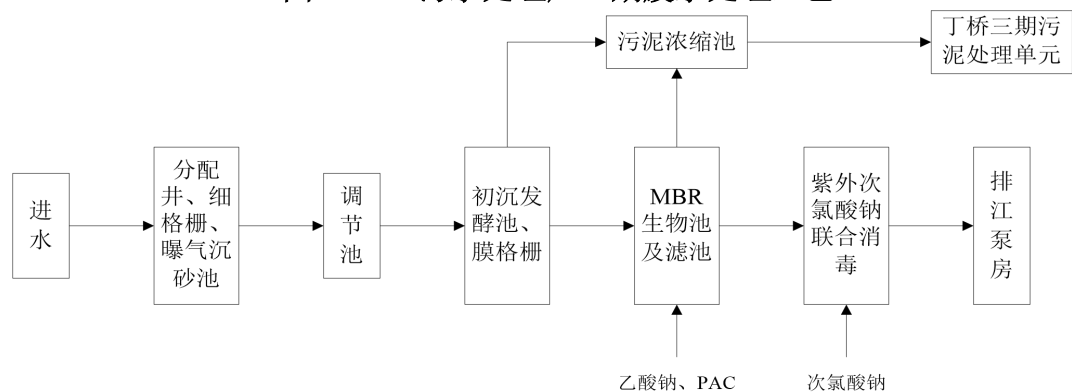 污泥浓缩池
丁桥三期污
泥处理单元
进
水
分配
井、细
格栅、
曝气沉
砂池
调
节
池
初沉发
酵池、
膜格栅
MBR
生物池
及滤池
紫外次
氯酸钠
联合消
毒
排
江
泵
房
乙酸钠、PAC
次氯酸钠